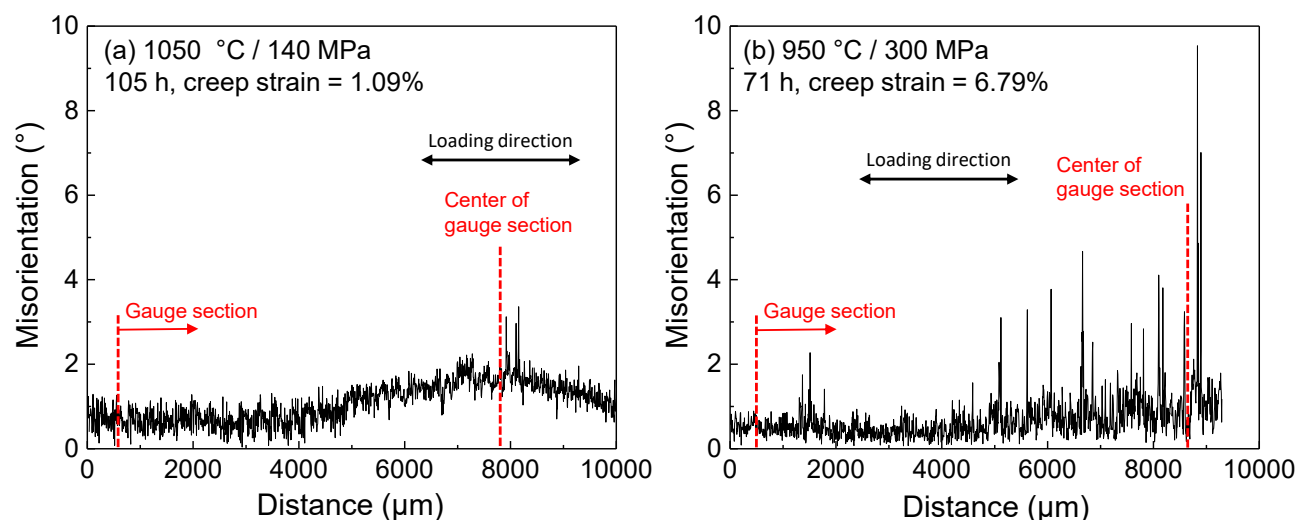 (a) 1050 °C / 140 MPa
105 h, creep strain = 1.09%
Loading direction
Center of
gauge section
Gauge section
Misorientation (°)
10
8
6
4
2
0
0 2000 4000 6000 8000 10000
Distance (μm)
(b) 950 °C / 300 MPa
71 h, creep strain = 6.79%
Loading direction
Center of
gauge section
Gauge section
Misorientation (°)
10
8
6
4
2
0
0 2000 4000 6000 8000 10000
Distance (μm)